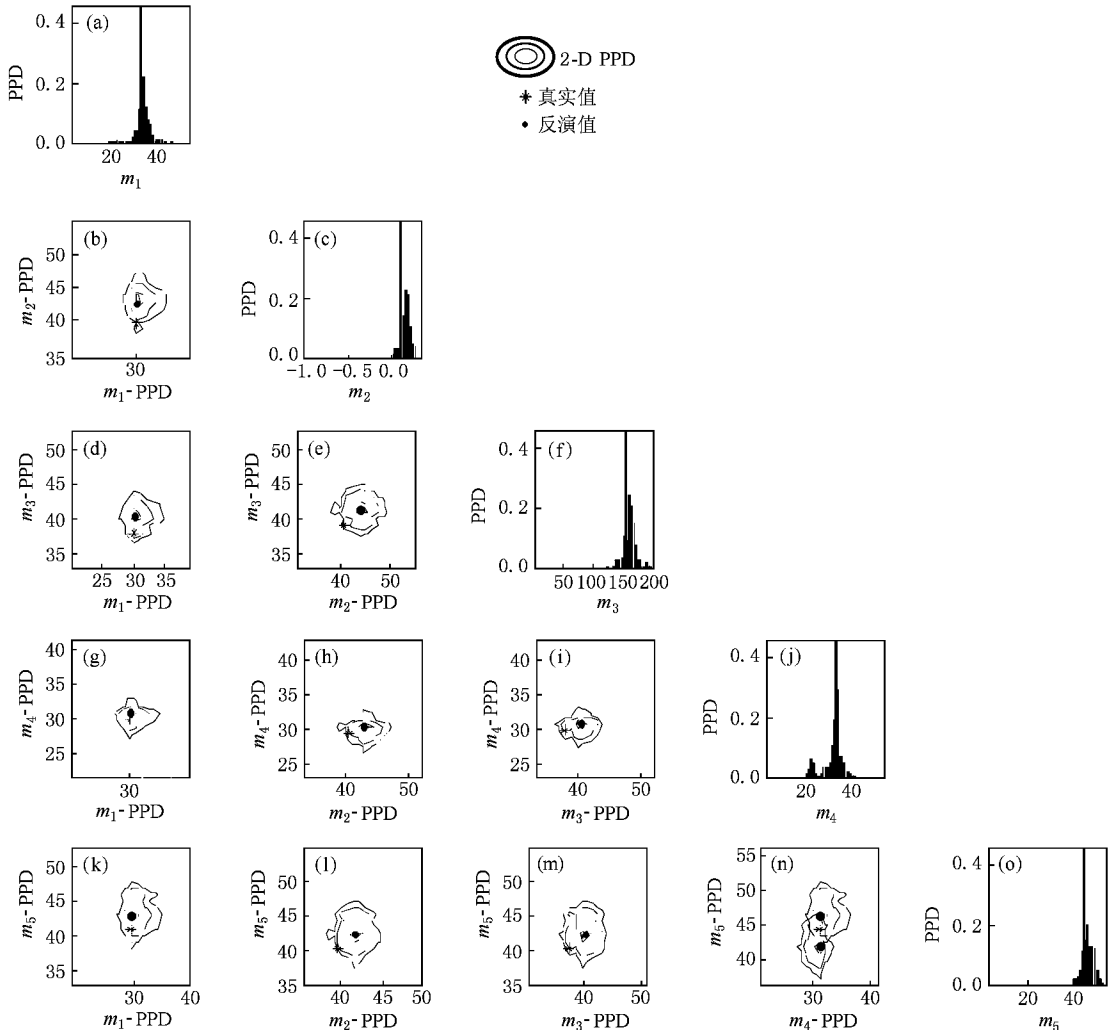 (a)
0.4
0.2
0.0
PPD
20 40
m₁
2-D PPD
真实值
反演值
(b)
50
45
40
35
m₂-PPD
30
m₁-PPD
(c)
0.4
0.2
0.0
PPD
-1.0 -0.5 0.0
m₂
(d)
50
45
40
35
m₃-PPD
25 30 35
m₁-PPD
(e)
50
45
40
35
m₃-PPD
40 50
m₂-PPD
(f)
0.4
0.2
0.0
PPD
50 100 150 200
m₃
(g)
40
35
30
25
m₄-PPD
30
m₁-PPD
(h)
40
35
30
25
m₄-PPD
40 50
m₂-PPD
(i)
40
35
30
25
m₄-PPD
40 50
m₃-PPD
(j)
0.4
0.2
0.0
PPD
20 40
m₄
(k)
50
45
40
35
33
m₅-PPD
30 40
m₁-PPD
(l)
50
45
40
35
m₅-PPD
40 45 50
m₂-PPD
(m)
50
45
40
35
33
m₅-PPD
40 50
m₃-PPD
(n)
55
50
45
40
m₅-PPD
30 40
m₄-PPD
(o)
0.4
0.2
0.0
PPD
20 40
m₅